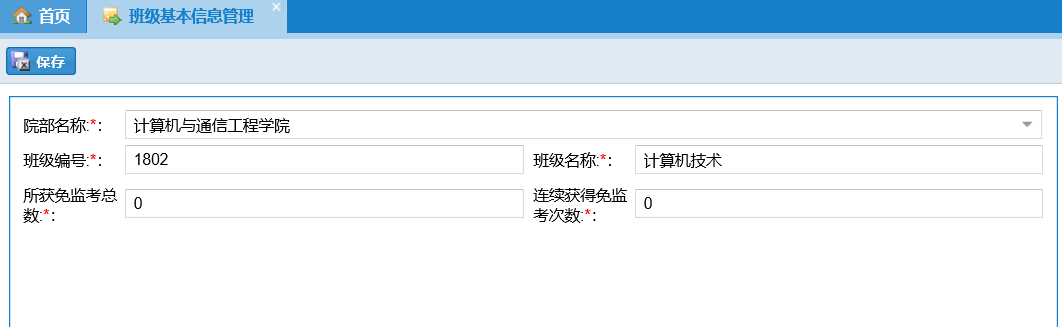 首页 班级基本信息管理
保存
院部名称:*: 计算机与通信工程学院
班级编号:*: 1802 班级名称:*: 计算机技术
所获免监考总数:*: 0 连续获得免监考次数:*: 0